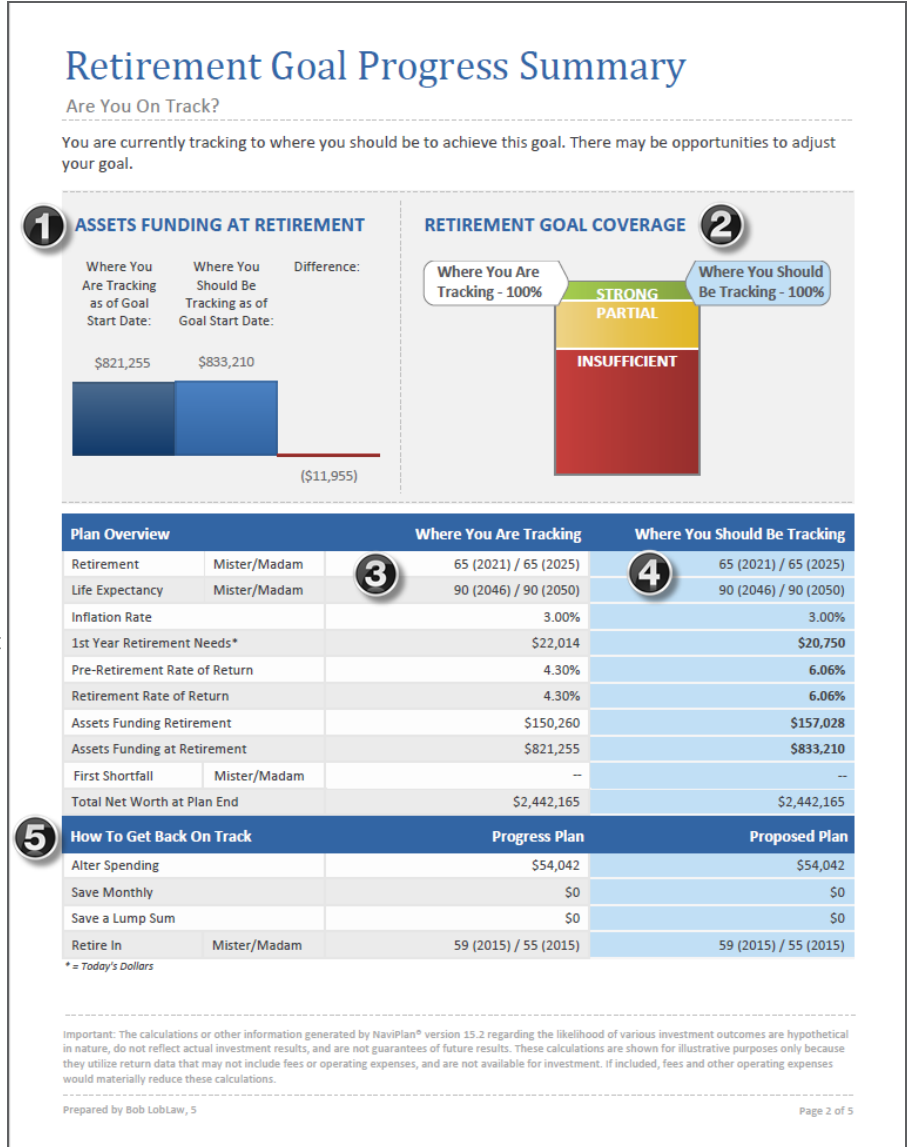 Retirement Goal Progress Summary
Are You On Track?
You are currently tracking to where you should be to achieve this goal. There may be opportunities to adjust
your goal.
1 ASSETS FUNDING AT RETIREMENT
Where You
Are Tracking
as of Goal
Start Date:
Where You
Should Be
Tracking as of
Goal Start Date:
Difference:
$821,255
$833,210
($11,955)
RETIREMENT GOAL COVERAGE 2
Where You Are
Tracking - 100%
Where You Should
Be Tracking - 100%
STRONG
PARTIAL
INSUFFICIENT
Plan Overview Where You Are Tracking Where You Should Be Tracking
Retirement Mister/Madam 3 65 (2021) / 65 (2025) 4 65 (2021) / 65 (2025)
Life Expectancy Mister/Madam 90 (2046) / 90 (2050) 90 (2046) / 90 (2050)
Inflation Rate 3.00% 3.00%
1st Year Retirement Needs* $22,014 $20,750
Pre-Retirement Rate of Return 4.30% 6.06%
Retirement Rate of Return 4.30% 6.06%
Assets Funding Retirement $150,260 $157,028
Assets Funding at Retirement $821,255 $833,210
First Shortfall Mister/Madam -- --
Total Net Worth at Plan End $2,442,165 $2,442,165
5 How To Get Back On Track Progress Plan Proposed Plan
Alter Spending $54,042 $54,042
Save Monthly $0 $0
Save a Lump Sum $0 $0
Retire In Mister/Madam 59 (2015) / 55 (2015) 59 (2015) / 55 (2015)
* = Today's Dollars
Important: The calculations or other information generated by NaviPlan® version 15.2 regarding the likelihood of various investment outcomes are hypothetical
in nature, do not reflect actual investment results, and are not guarantees of future results. These calculations are shown for illustrative purposes only because
they utilize return data that may not include fees or operating expenses, and are not available for investment. If included, fees and other operating expenses
would materially reduce these calculations.
Prepared by Bob LobLaw, 5 Page 2 of 5